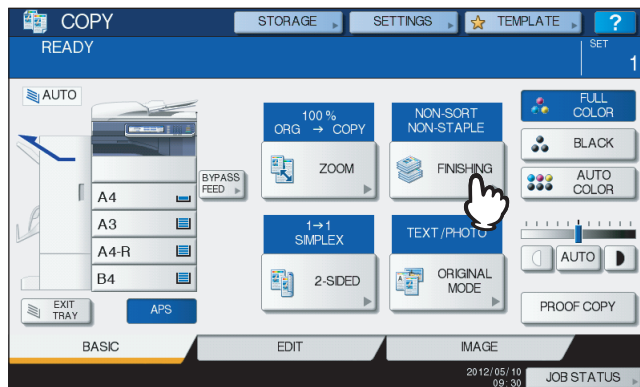 COPY
STORAGE
SETTINGS
TEMPLATE
?
READY
SET
1
AUTO
BYPASS
FEED
A4
A3
A4-R
B4
EXIT
TRAY
APS
100 %
ORG → COPY
ZOOM
NON-SORT
NON-STAPLE
FINISHING
1→1
SIMPLEX
2-SIDED
TEXT/PHOTO
ORIGINAL
MODE
FULL
COLOR
BLACK
AUTO
COLOR
AUTO
PROOF COPY
BASIC
EDIT
IMAGE
2012/05/10
09:30
JOB STATUS